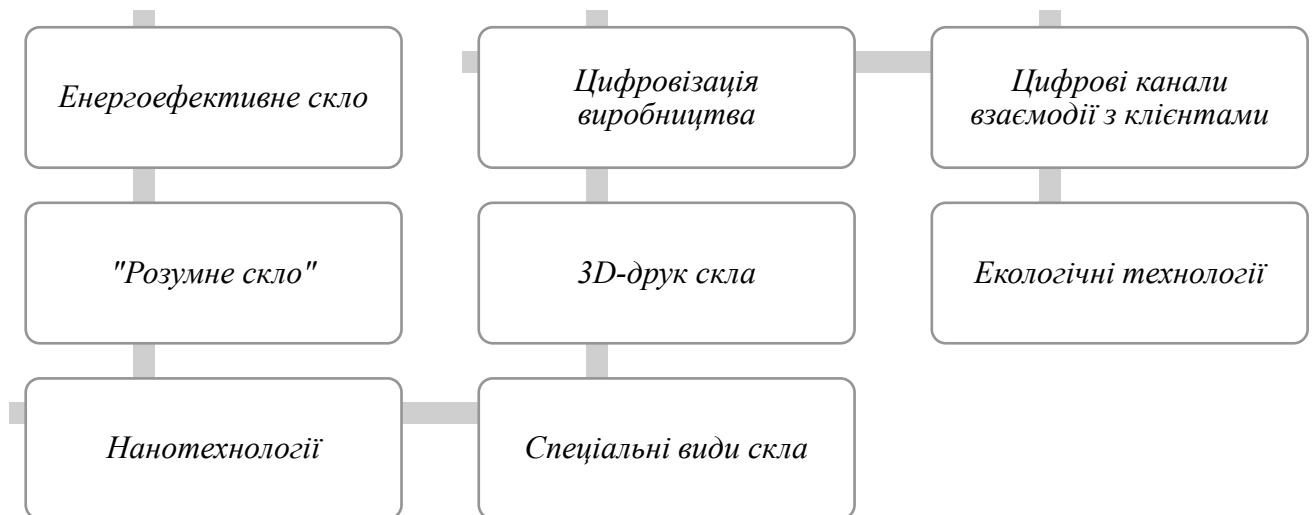 Енергоефективне скло
"Розумне скло"
Нанотехнології
Спеціальні види скла
3D-друк скла
Цифровізація
виробництва
Цифрові канали
взаємодії з клієнтами
Екологічні технології